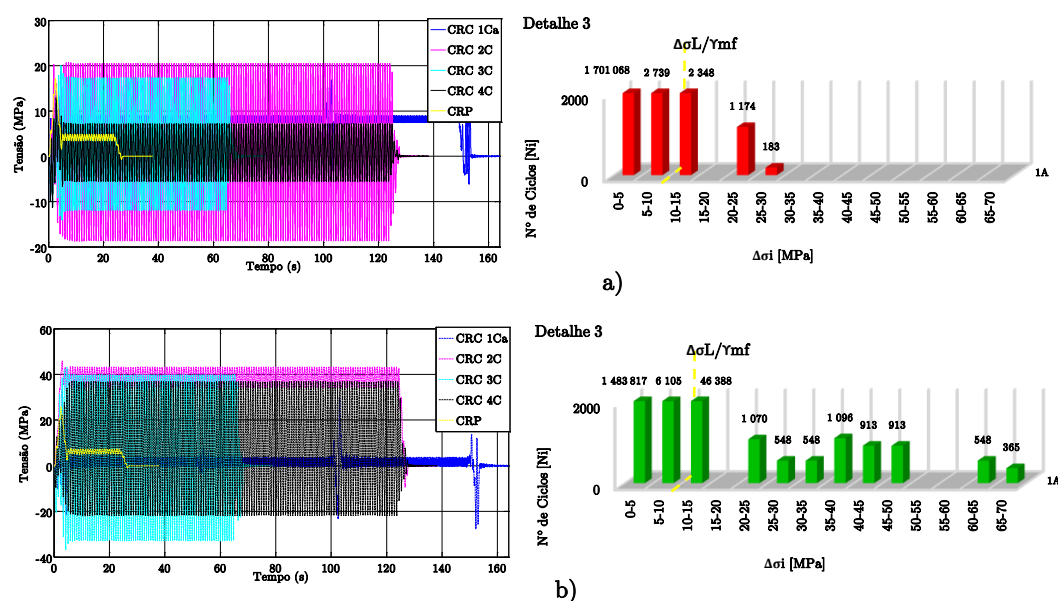 30
20
10
0
-10
-20
0 20 40 60 80 100 120 140 160
Tensão (MPa)
Tempo (s)
CRC 1Ca
CRC 2C
CRC 3C
CRC 4C
CRP
Detalhe 3
ΔσL/γmf
1 701 068 2 739 2 348
1 174
183
2000
0
Nº de Ciclos [Ni]
1A
0-5 5-10 10-15 15-20 20-25 25-30 30-35 35-40 40-45 45-50 50-55 55-60 60-65 65-70
Δσi [MPa]
a)
60
40
20
0
-20
-40
0 20 40 60 80 100 120 140 160
Tensão (MPa)
Tempo (s)
CRC 1Ca
CRC 2C
CRC 3C
CRC 4C
CRP
Detalhe 3
ΔσL/γmf
1 483 817 6 105 46 388
1 070 548 548 1 096 913 913 548 365
2000
0
Nº de Ciclos [Ni]
1A
0-5 5-10 10-15 15-20 20-25 25-30 30-35 35-40 40-45 45-50 50-55 55-60 60-65 65-70
Δσi [MPa]
b)